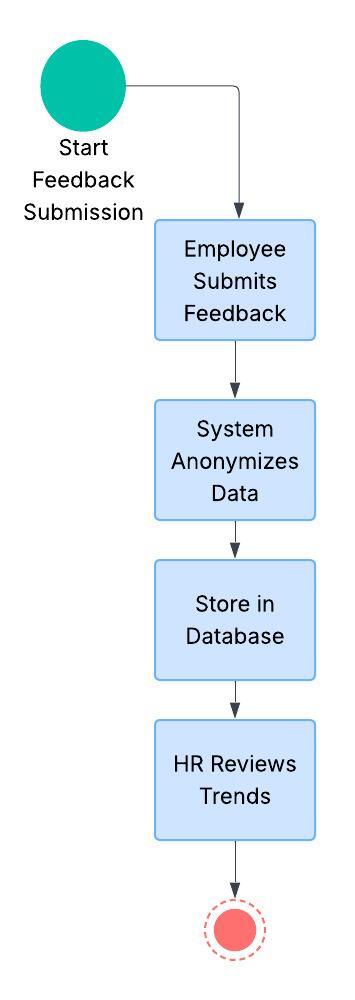 Start
Feedback
Submission
Employee
Submits
Feedback
System
Anonymizes
Data
Store in
Database
HR Reviews
Trends